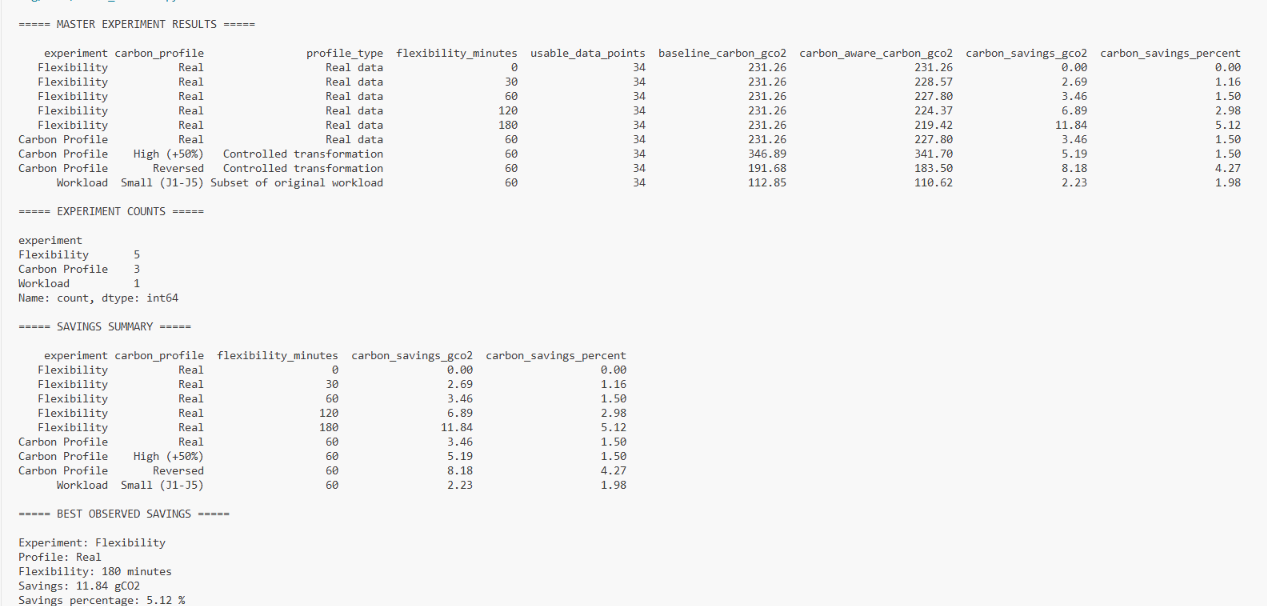 ===== MASTER EXPERIMENT RESULTS =====
experiment carbon_profile profile_type flexibility_minutes usable_data_points baseline_carbon_gco2 carbon_aware_carbon_gco2 carbon_savings_gco2 carbon_savings_percent
Flexibility Real Real data 0 34 231.26 231.26 0.00 0.00
Flexibility Real Real data 30 34 231.26 228.57 2.69 1.16
Flexibility Real Real data 60 34 231.26 227.80 3.46 1.50
Flexibility Real Real data 120 34 231.26 224.37 6.89 2.98
Flexibility Real Real data 180 34 231.26 219.42 11.84 5.12
Carbon Profile Real Real data 60 34 231.26 227.80 3.46 1.50
Carbon Profile High (+50%) Controlled transformation 60 34 346.89 341.70 5.19 1.50
Carbon Profile Reversed Controlled transformation 60 34 191.68 183.50 8.18 4.27
Workload Small (J1-J5) Subset of original workload 60 34 112.85 110.62 2.23 1.98
===== EXPERIMENT COUNTS =====
experiment
Flexibility 5
Carbon Profile 3
Workload 1
Name: count, dtype: int64
===== SAVINGS SUMMARY =====
experiment carbon_profile flexibility_minutes carbon_savings_gco2 carbon_savings_percent
Flexibility Real 0 0.00 0.00
Flexibility Real 30 2.69 1.16
Flexibility Real 60 3.46 1.50
Flexibility Real 120 6.89 2.98
Flexibility Real 180 11.84 5.12
Carbon Profile Real 60 3.46 1.50
Carbon Profile High (+50%) 60 5.19 1.50
Carbon Profile Reversed 60 8.18 4.27
Workload Small (J1-J5) 60 2.23 1.98
===== BEST OBSERVED SAVINGS =====
Experiment: Flexibility
Profile: Real
Flexibility: 180 minutes
Savings: 11.84 gCO2
Savings percentage: 5.12 %